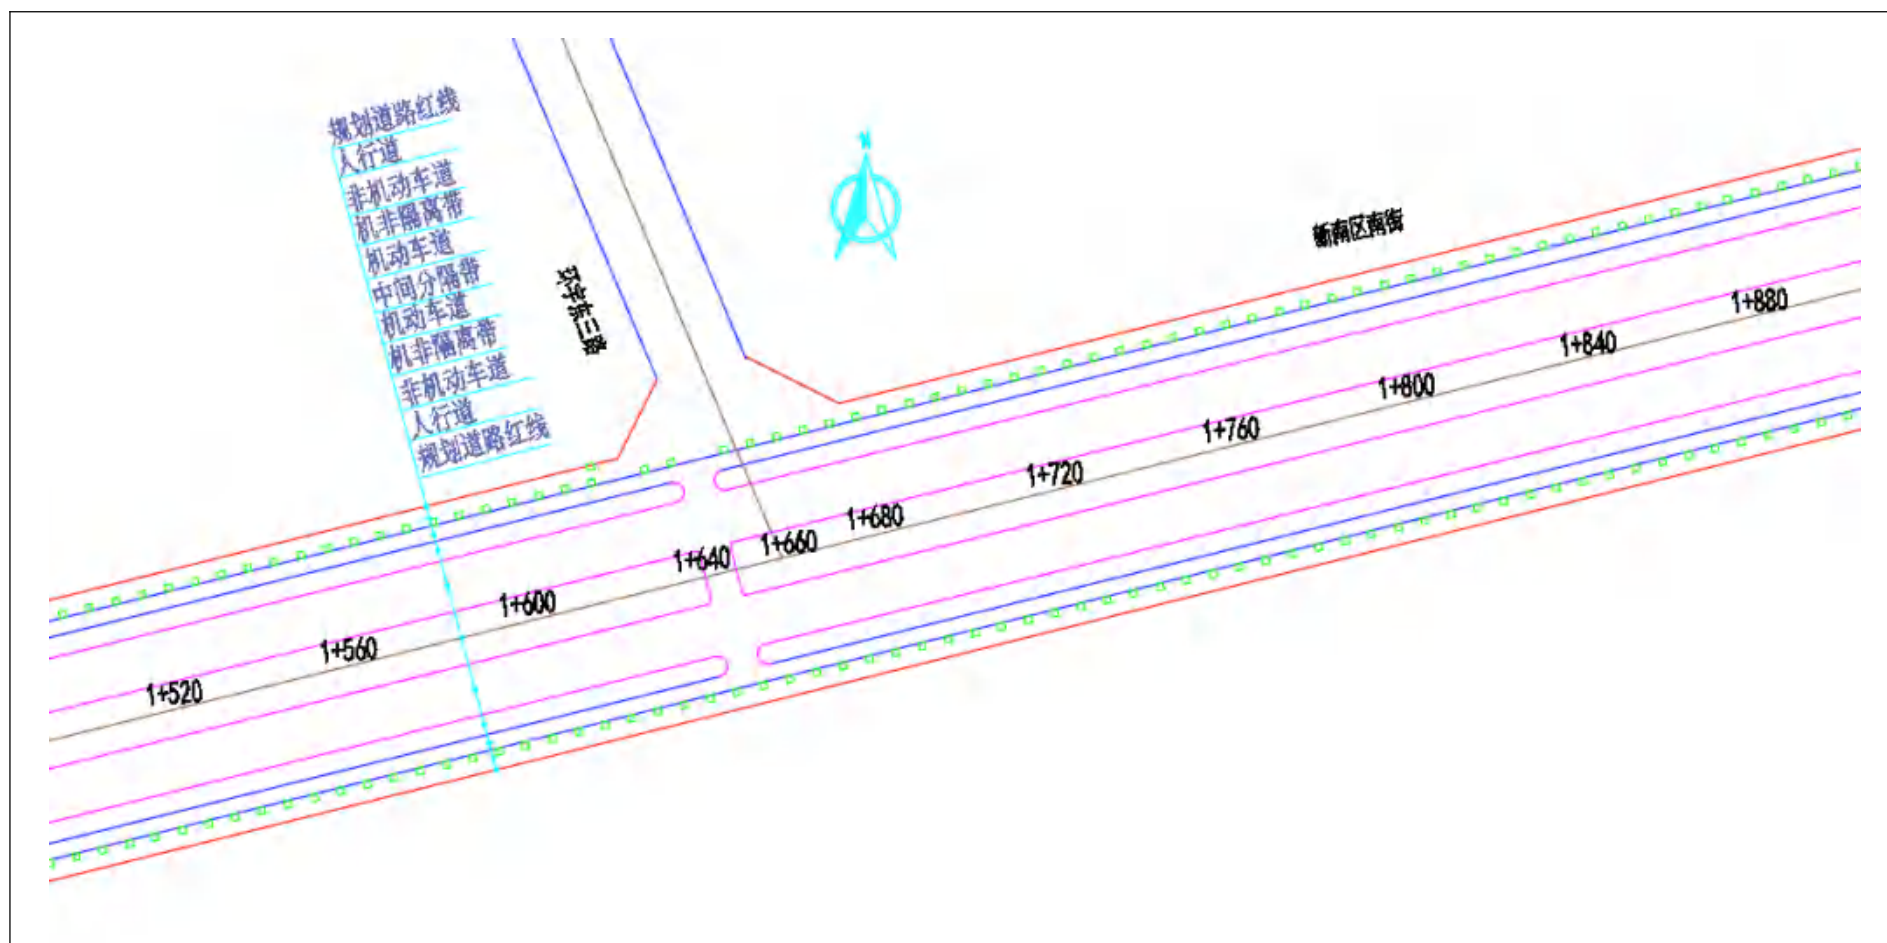 规划道路红线
人行道
非机动车道
机非隔离带
机动车道
中间分隔带
机动车道
机非隔离带
非机动车道
人行道
规划道路红线
环宇东三路
N
新南区南街
1+880
1+840
1+800
1+760
1+720
1+680
1+660
1+640
1+600
1+560
1+520